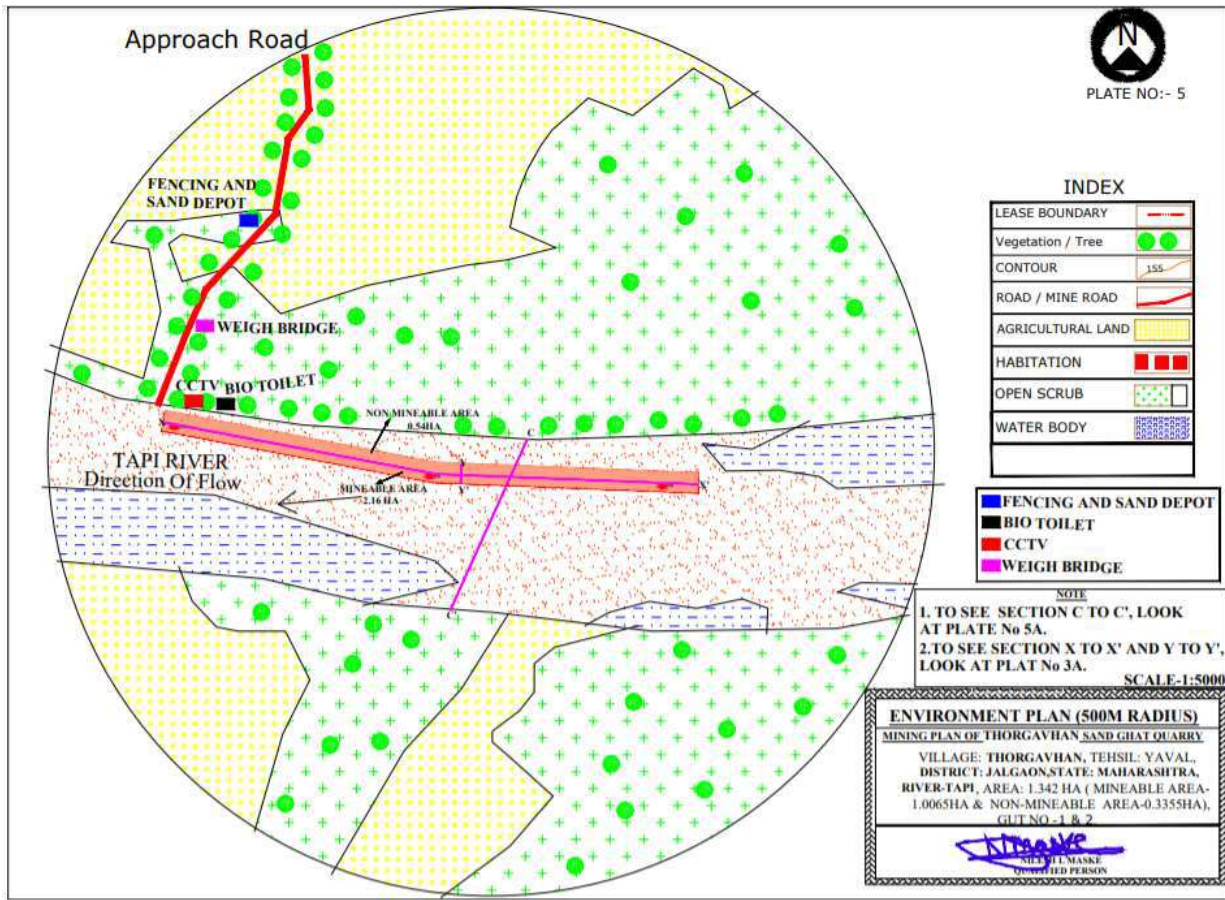 Approach Road
N
PLATE NO:- 5
FENCING AND
SAND DEPOT
WEIGH BRIDGE
CCTV
BIO TOILET
NON MINEABLE AREA
0.54HA
TAPI RIVER
Direction Of Flow
MINEABLE AREA
2.16 HA
C
X
Y
Y'
INDEX
LEASE BOUNDARY
Vegetation / Tree
CONTOUR
155
ROAD / MINE ROAD
AGRICULTURAL LAND
HABITATION
OPEN SCRUB
WATER BODY
FENCING AND SAND DEPOT
BIO TOILET
CCTV
WEIGH BRIDGE
NOTE
1. TO SEE SECTION C TO C', LOOK
AT PLATE No 5A.
2.TO SEE SECTION X TO X' AND Y TO Y',
LOOK AT PLAT No 3A.
SCALE-1:5000
ENVIRONMENT PLAN (500M RADIUS)
MINING PLAN OF THORGAVHAN SAND GHAT QUARRY
VILLAGE: THORGAVHAN, TEHSIL: YAVAL,
DISTRICT: JALGAON,STATE: MAHARASHTRA,
RIVER-TAPI, AREA: 1.342 HA ( MINEABLE AREA-
1.0065HA & NON-MINEABLE AREA-0.3355HA),
GUT NO -1 & 2.
MASKE
QUALIFIED PERSON